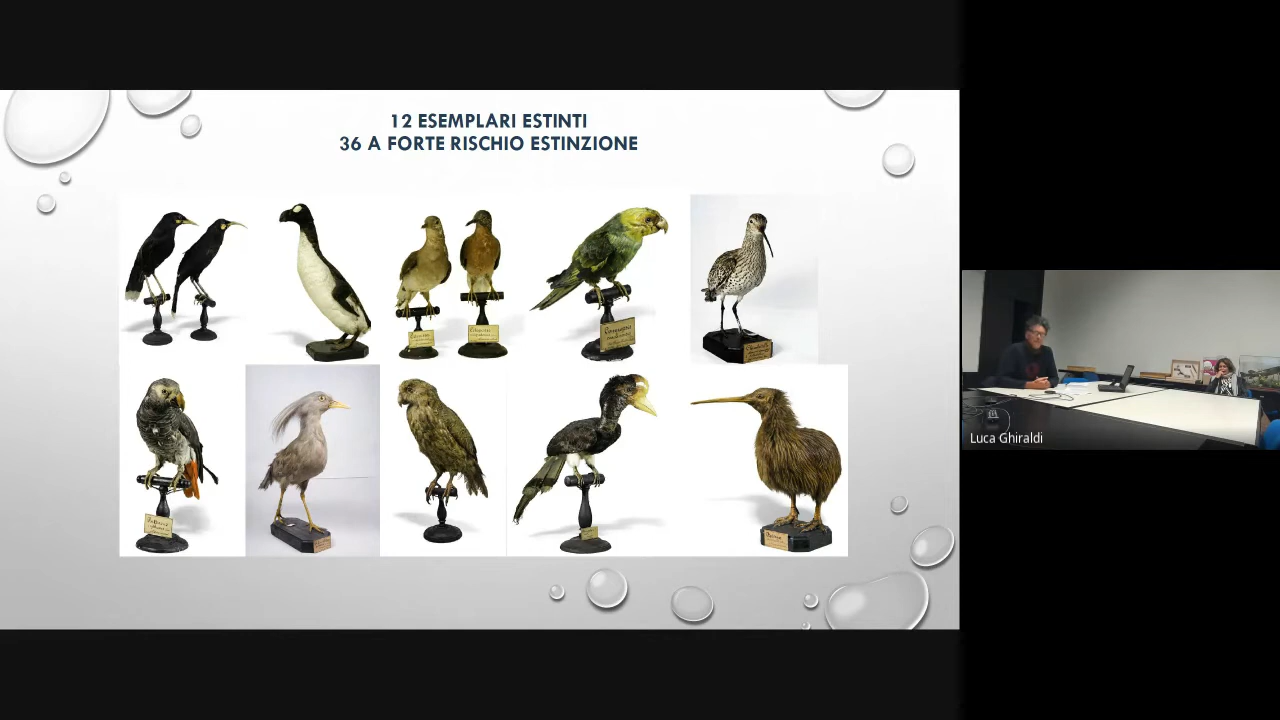 12 ESEMPLARI ESTINTI
36 A FORTE RISCHIO ESTINZIONE
Luca Ghiraldi